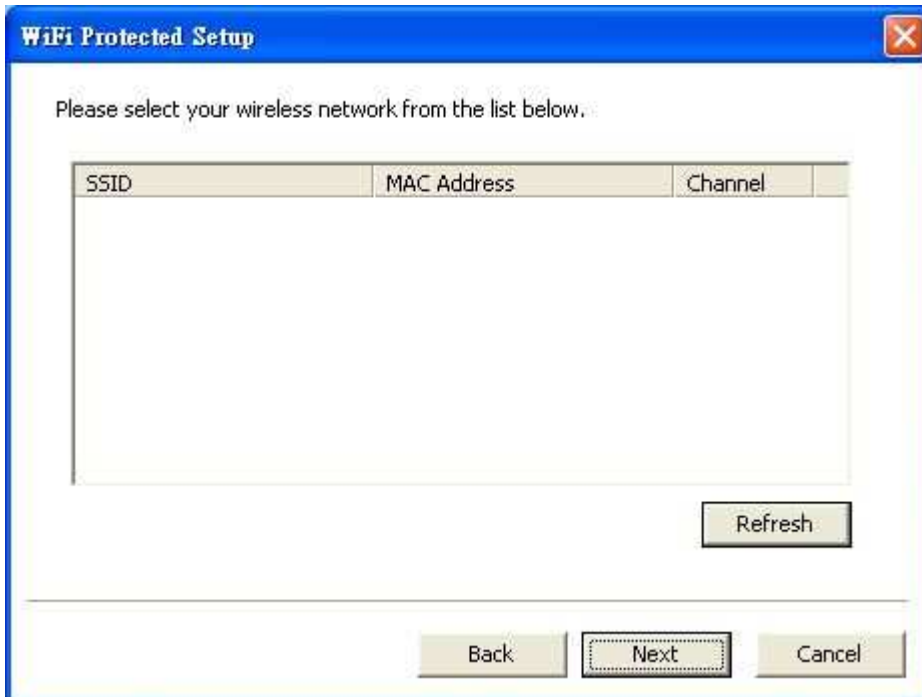 WiFi Protected Setup
Please select your wireless network from the list below.
SSID MAC Address Channel
Refresh
Back Next Cancel